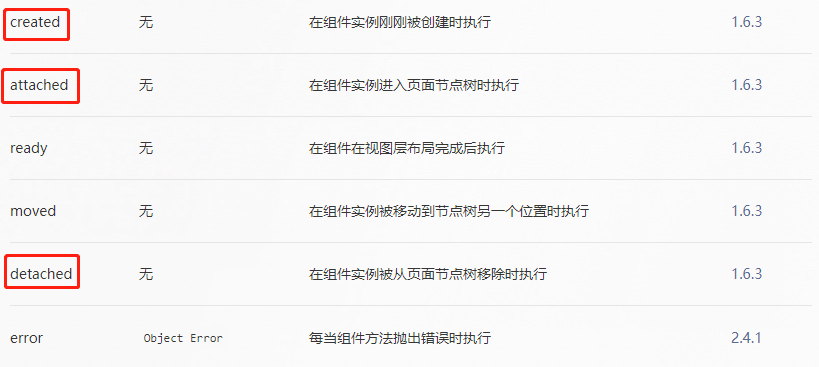 created 无 在组件实例刚刚被创建时执行 1.6.3
attached 无 在组件实例进入页面节点树时执行 1.6.3
ready 无 在组件在视图层布局完成后执行 1.6.3
moved 无 在组件实例被移动到节点树另一个位置时执行 1.6.3
detached 无 在组件实例被从页面节点树移除时执行 1.6.3
error Object Error 每当组件方法抛出错误时执行 2.4.1